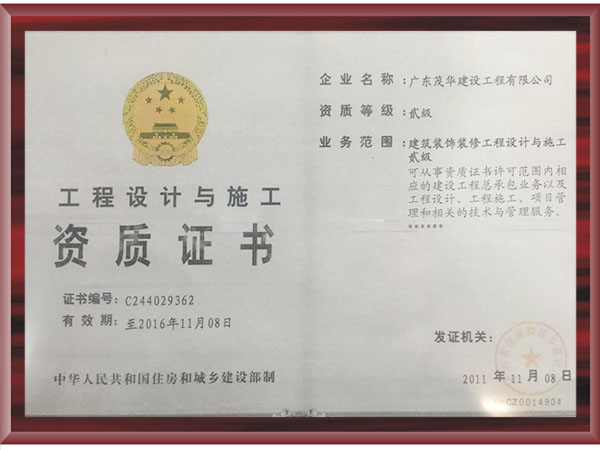 工程设计与施工
资质证书
证书编号：C244029362
有效期：至2016年11月08日
中华人民共和国住房和城乡建设部制
企业名称：广东茂华建设工程有限公司
资质等级：贰级
业务范围：建筑装饰装修工程设计与施工
贰级
可从事资质证书许可范围内相
应的建设工程总承包业务以及
工程设计、工程施工、项目管
理和相关的技术与管理服务。
******
发证机关：
2011年11月08日
CZ0014904